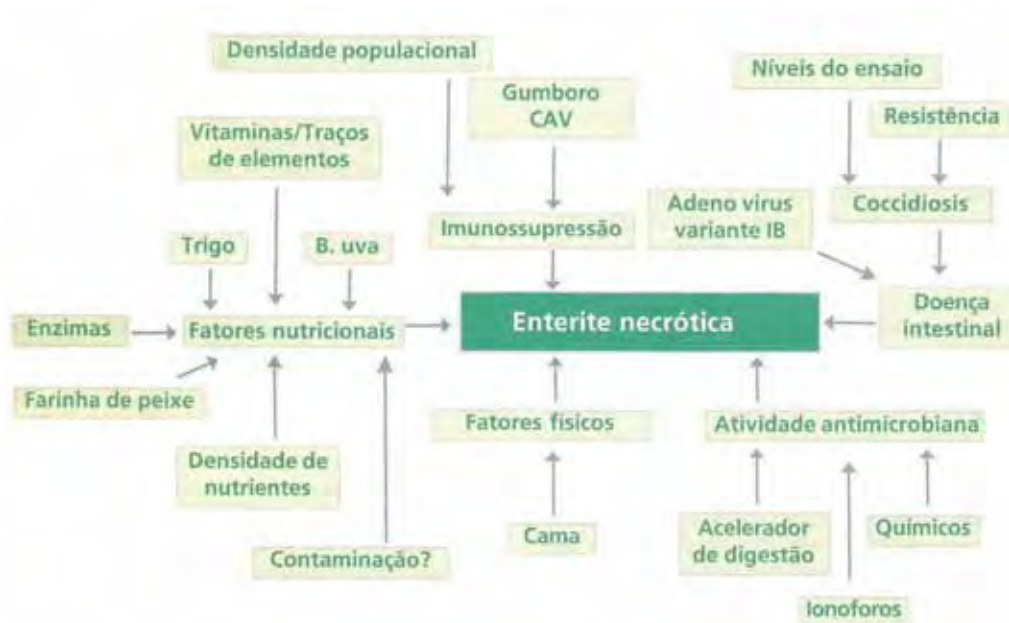 Densidade populacional
Níveis do ensaio
Gumboro
CAV
Resistência
Vitaminas/Traços
de elementos
Adeno virus
variante IB
Coccidiosis
Imunossupressão
Trigo
B. uva
Enzimas
Fatores nutricionais
Enterite necrótica
Doença
intestinal
Farinha de peixe
Fatores físicos
Atividade antimicrobiana
Densidade de
nutrientes
Contaminação?
Cama
Acelerador
de digestão
Químicos
Ionoforos